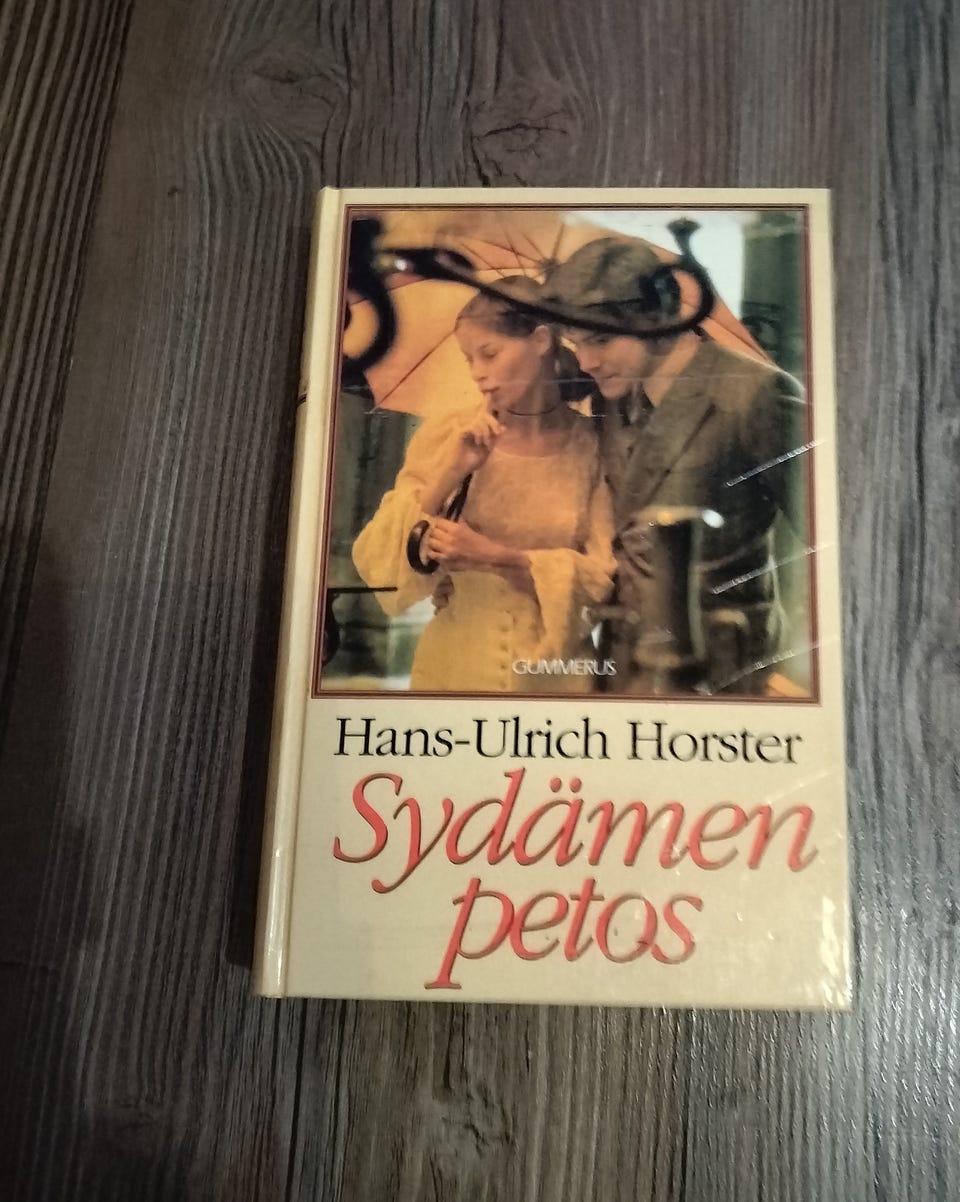 GUMMERUS
Hans-Ulrich Horster
Sydämen
petos